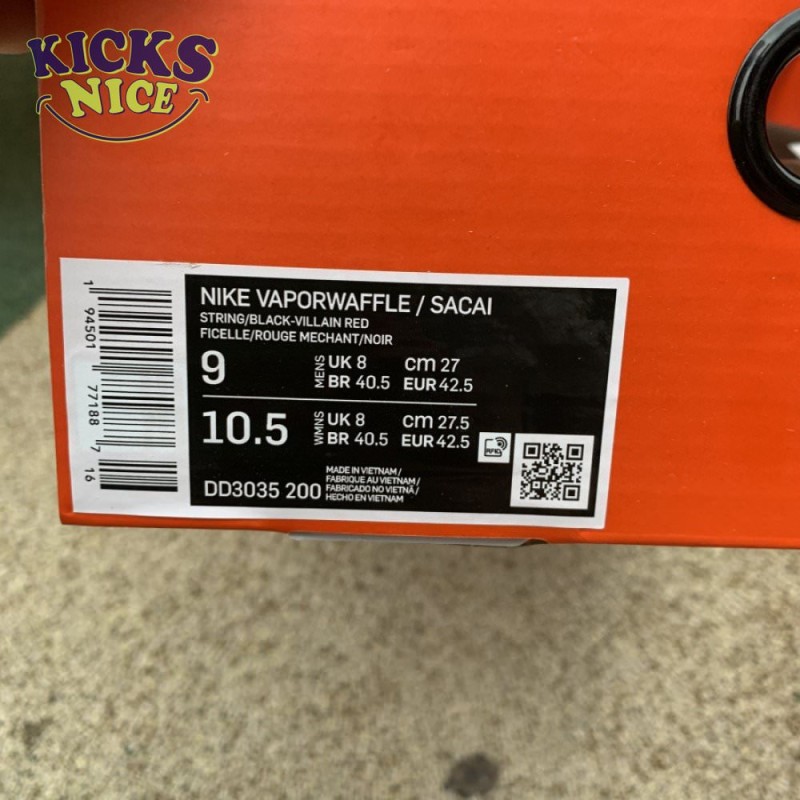 KICKS
NICE
NIKE VAPORWAFFLE / SACAI
STRING/BLACK-VILLAIN RED
FICELLE/ROUGE MECHANT/NOIR
9 MENS UK 8 cm 27
BR 40.5 EUR 42.5
10.5 WMNS UK 8 cm 27.5
BR 40.5 EUR 42.5
RFID
DD3035 200
MADE IN VIETNAM /
FABRIQUE AU VIETNAM /
FABRICADO NO VIETNÃ /
HECHO EN VIETNAM
1 94501 77188 7 16